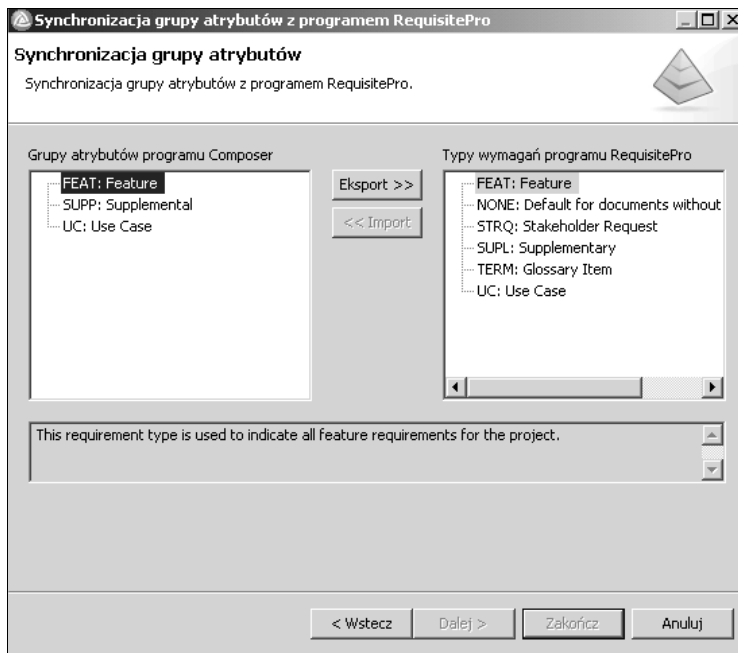 Synchronizacja grupy atrybutów z programem RequisitePro
Synchronizacja grupy atrybutów
Synchronizacja grupy atrybutów z programem RequisitePro.
Grupy atrybutów programu Composer
FEAT: Feature
SUPP: Supplemental
UC: Use Case
Eksport >>
<< Import
Typy wymagań programu RequisitePro
FEAT: Feature
NONE: Default for documents without
STRQ: Stakeholder Request
SUPL: Supplementary
TERM: Glossary Item
UC: Use Case
This requirement type is used to indicate all feature requirements for the project.
< Wstecz
Dalej >
Zakończ
Anuluj